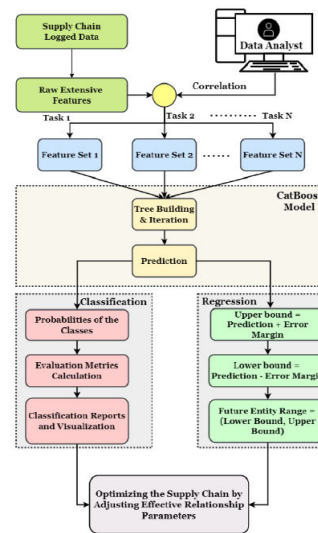 Supply Chain
Logged Data
Data Analyst
Raw Extensive
Features
Correlation
Task 1
Task 2
Task N
Feature Set 1
Feature Set 2
Feature Set N
CatBoost
Model
Tree Building
& Iteration
Prediction
Classification
Regression
Probabilities of the
Classes
Upper bound =
Prediction + Error
Margin
Evaluation Metrics
Calculation
Lower bound =
Prediction - Error Margin
Classification Reports
and Visualization
Future Entity Range =
(Lower Bound, Upper
Bound)
Optimizing the Supply Chain by
Adjusting Effective Relationship
Parameters